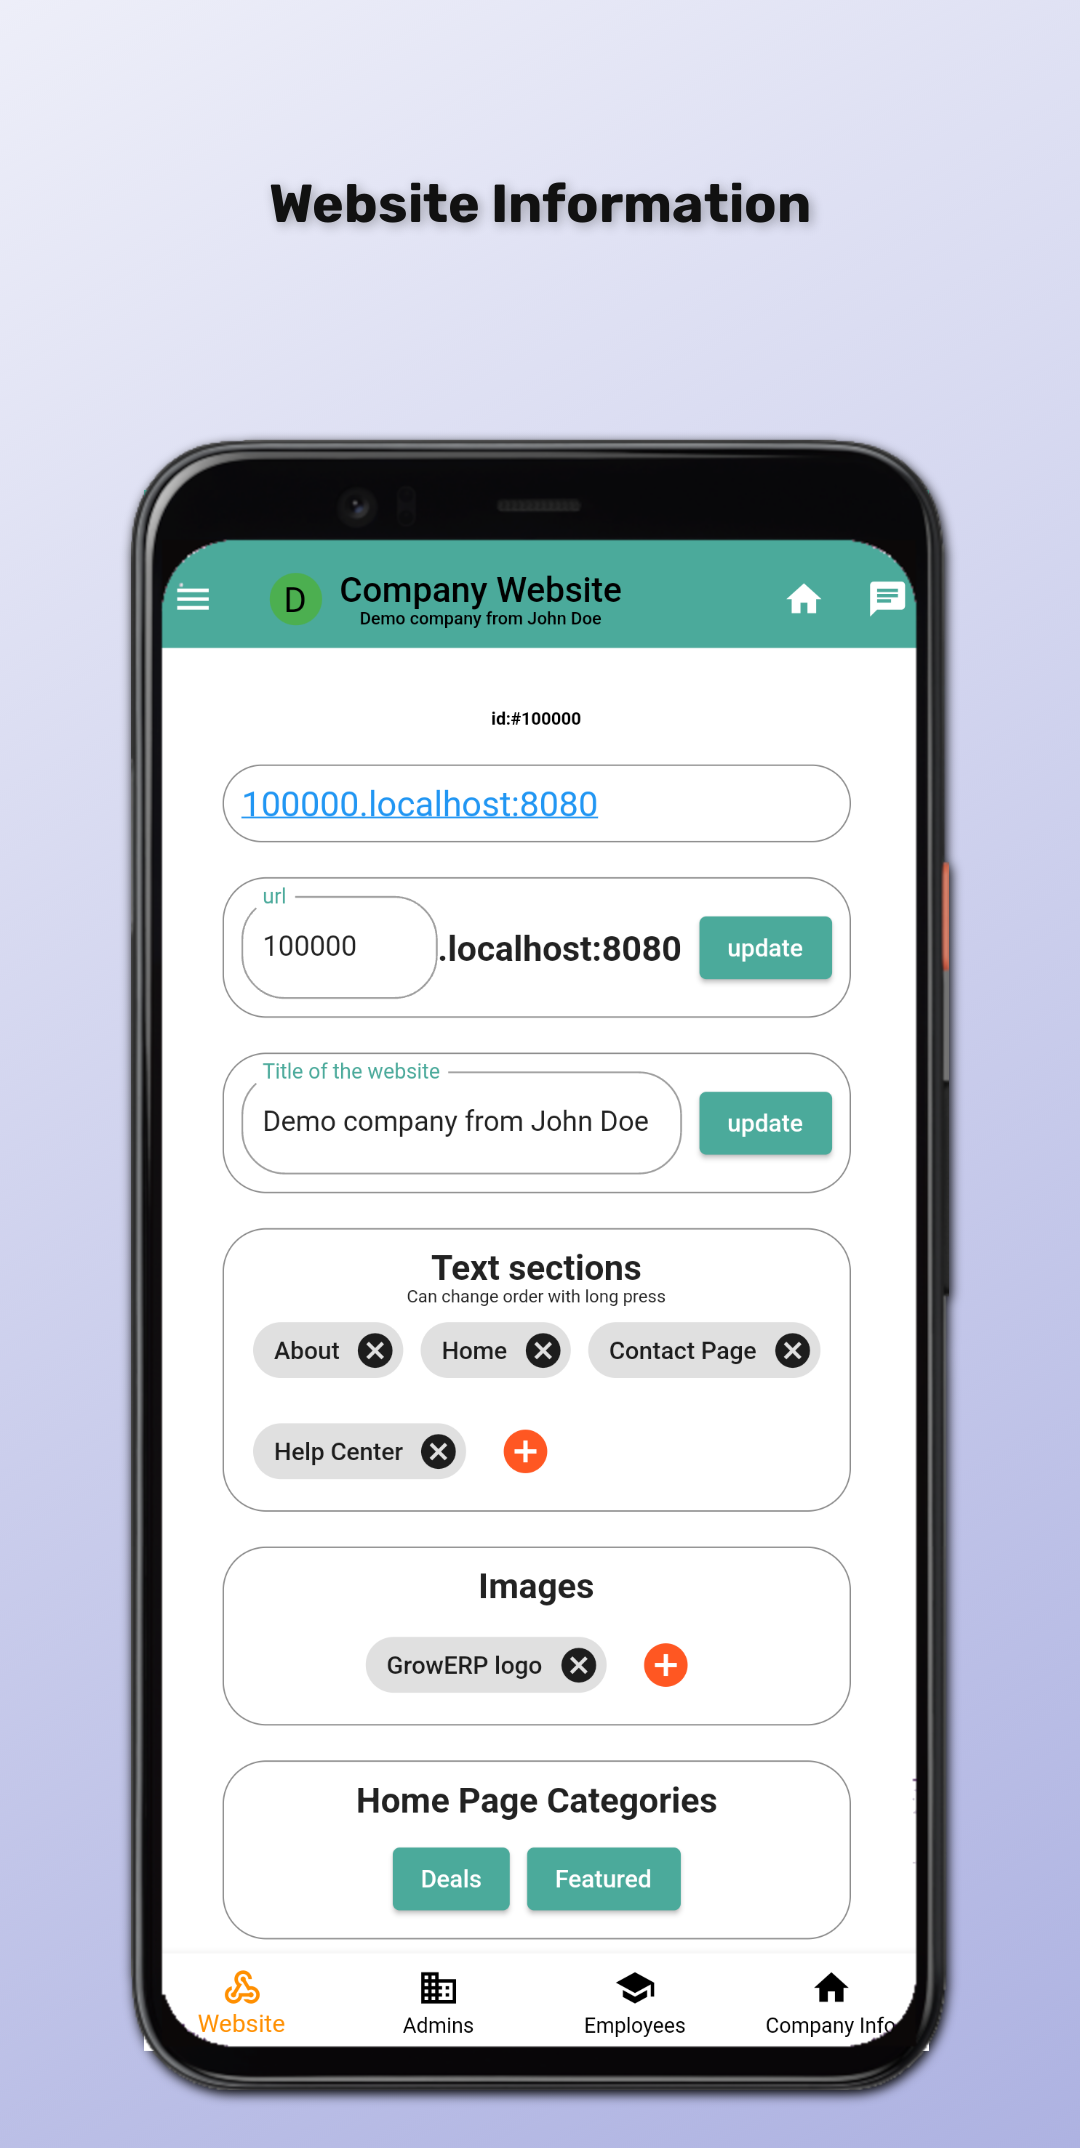 Website Information
D
Company Website
Demo company from John Doe
id:#100000
100000.localhost:8080
url
100000
.localhost:8080
update
Title of the website
Demo company from John Doe
update
Text sections
Can change order with long press
About
Home
Contact Page
Help Center
Images
GrowERP logo
Home Page Categories
Deals
Featured
Website
Admins
Employees
Company Info